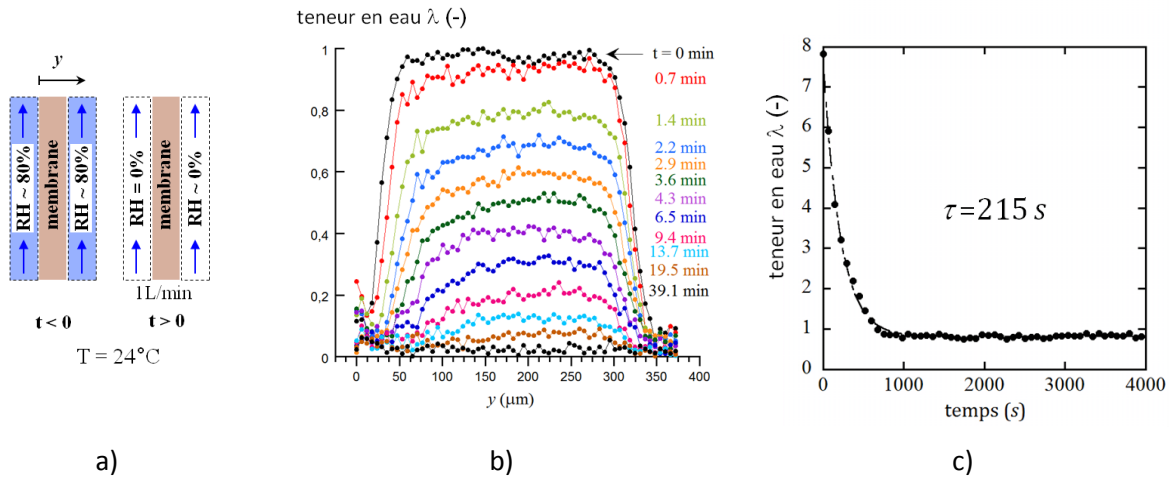 y
RH ~ 80%
membrane
RH ~ 80%
RH = 0%
membrane
RH ~ 0%
1L/min
t < 0
t > 0
T = 24°C
a)
teneur en eau λ (-)
1
0,8
0,6
0,4
0,2
0
t = 0 min
0.7 min
1.4 min
2.2 min
2.9 min
3.6 min
4.3 min
6.5 min
9.4 min
13.7 min
19.5 min
39.1 min
0 50 100 150 200 250 300 350 400
y (μm)
b)
teneur en eau λ (-)
8
7
6
5
4
3
2
1
0
τ=215 s
0 1000 2000 3000 4000
temps (s)
c)